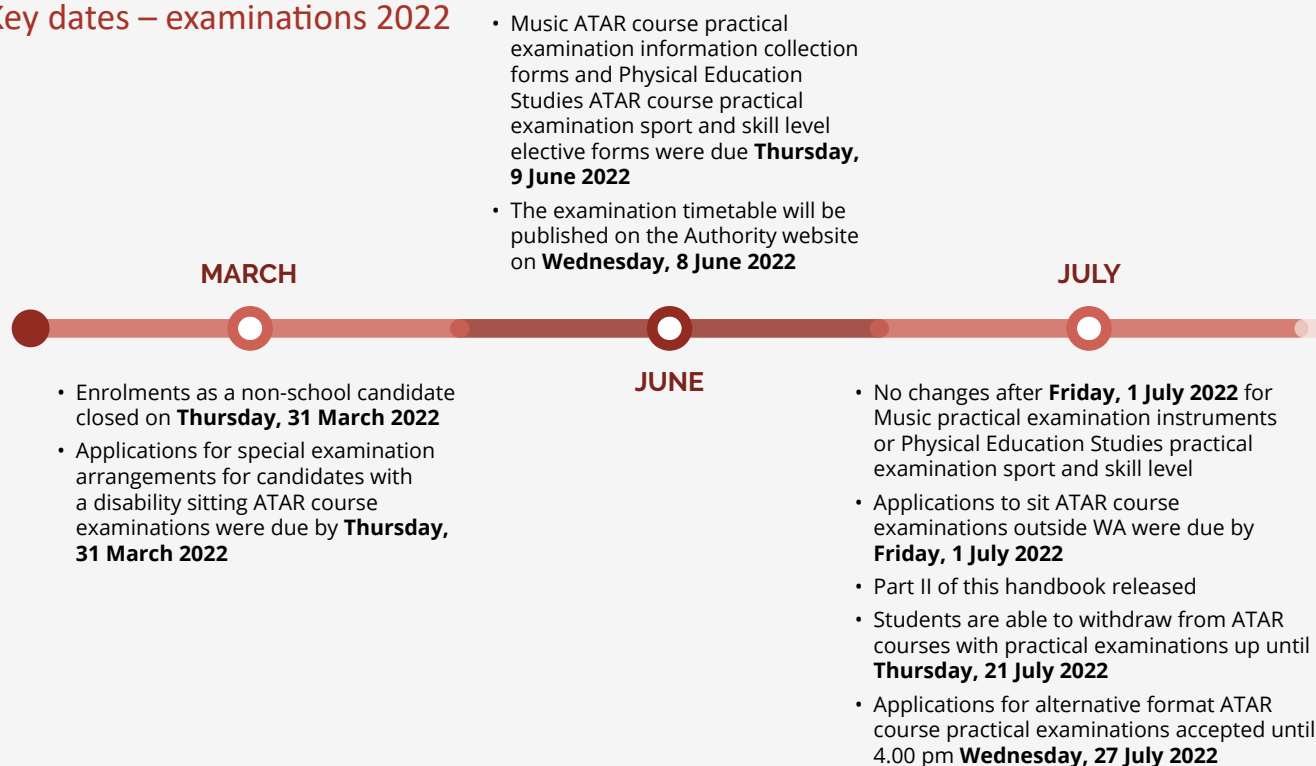 Key dates – examinations 2022
MARCH
• Enrolments as a non-school candidate
closed on Thursday, 31 March 2022
• Applications for special examination
arrangements for candidates with
a disability sitting ATAR course
examinations were due by Thursday,
31 March 2022
• Music ATAR course practical
examination information collection
forms and Physical Education
Studies ATAR course practical
examination sport and skill level
elective forms were due Thursday,
9 June 2022
• The examination timetable will be
published on the Authority website
on Wednesday, 8 June 2022
JUNE
JULY
• No changes after Friday, 1 July 2022 for
Music practical examination instruments
or Physical Education Studies practical
examination sport and skill level
• Applications to sit ATAR course
examinations outside WA were due by
Friday, 1 July 2022
• Part II of this handbook released
• Students are able to withdraw from ATAR
courses with practical examinations up until
Thursday, 21 July 2022
• Applications for alternative format ATAR
course practical examinations accepted until
4.00 pm Wednesday, 27 July 2022